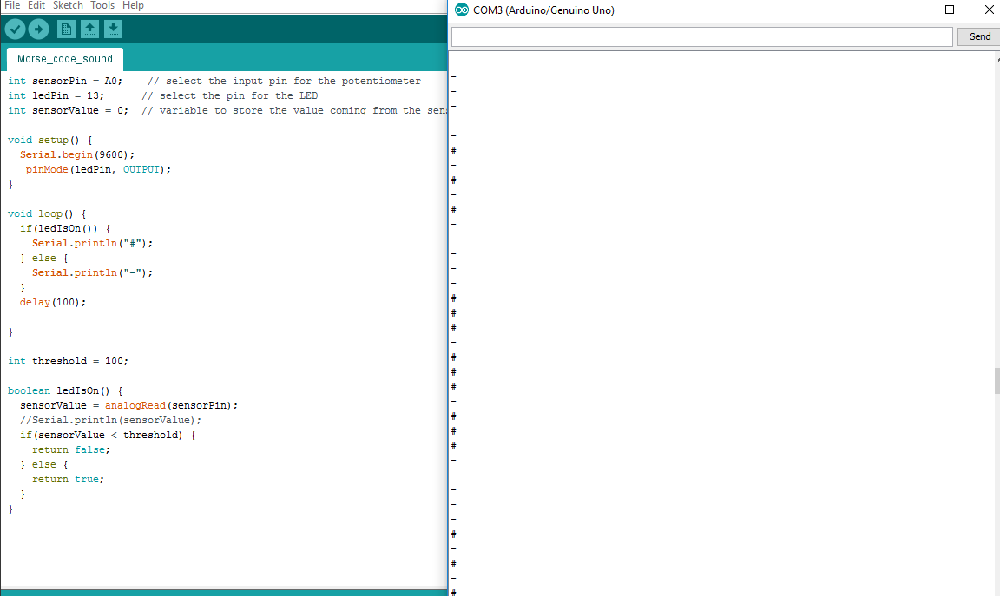 File Edit Sketch Tools Help
Morse_code_sound
int sensorPin = A0;    // select the input pin for the potentiometer
int ledPin = 13;      // select the pin for the LED
int sensorValue = 0;  // variable to store the value coming from the sens
void setup() {
  Serial.begin(9600);
   pinMode(ledPin, OUTPUT);
}
void loop() {
  if(ledIsOn()) {
    Serial.println("#");
  } else {
    Serial.println("-");
  }
  delay(100);
}
int threshold = 100;
boolean ledIsOn() {
  sensorValue = analogRead(sensorPin);
  //Serial.println(sensorValue);
  if(sensorValue < threshold) {
    return false;
  } else {
    return true;
  }
}
COM3 (Arduino/Genuino Uno)
Send
-
-
-
-
-
-
#
-
#
-
#
-
-
-
-
-
#
#
#
-
#
#
#
-
#
#
#
-
-
-
-
-
#
-
#
-
#